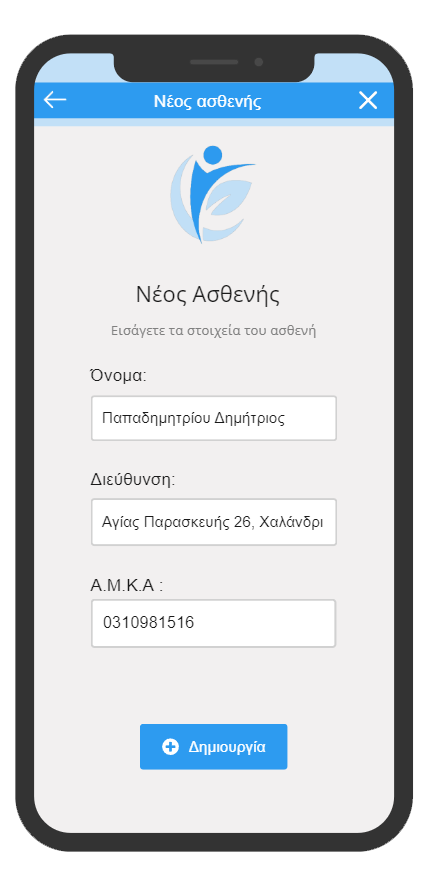 Νέος ασθενής
Νέος Ασθενής
Εισάγετε τα στοιχεία του ασθενή
Όνομα:
Παπαδημητρίου Δημήτριος
Διεύθυνση:
Αγίας Παρασκευής 26, Χαλάνδρι
Α.Μ.Κ.Α :
0310981516
Δημιουργία